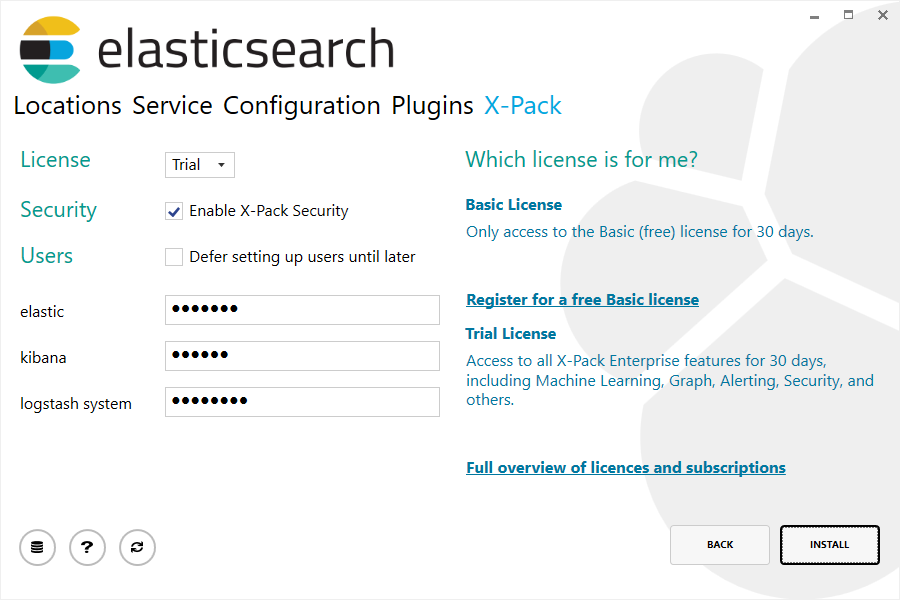 elasticsearch
Locations Service Configuration Plugins X-Pack
License
Trial
Security
Enable X-Pack Security
Users
Defer setting up users until later
elastic
●●●●●●●
kibana
●●●●●●
logstash system
●●●●●●●●
Which license is for me?
Basic License
Only access to the Basic (free) license for 30 days.
Register for a free Basic license
Trial License
Access to all X-Pack Enterprise features for 30 days,
including Machine Learning, Graph, Alerting, Security, and
others.
Full overview of licences and subscriptions
?
BACK
INSTALL